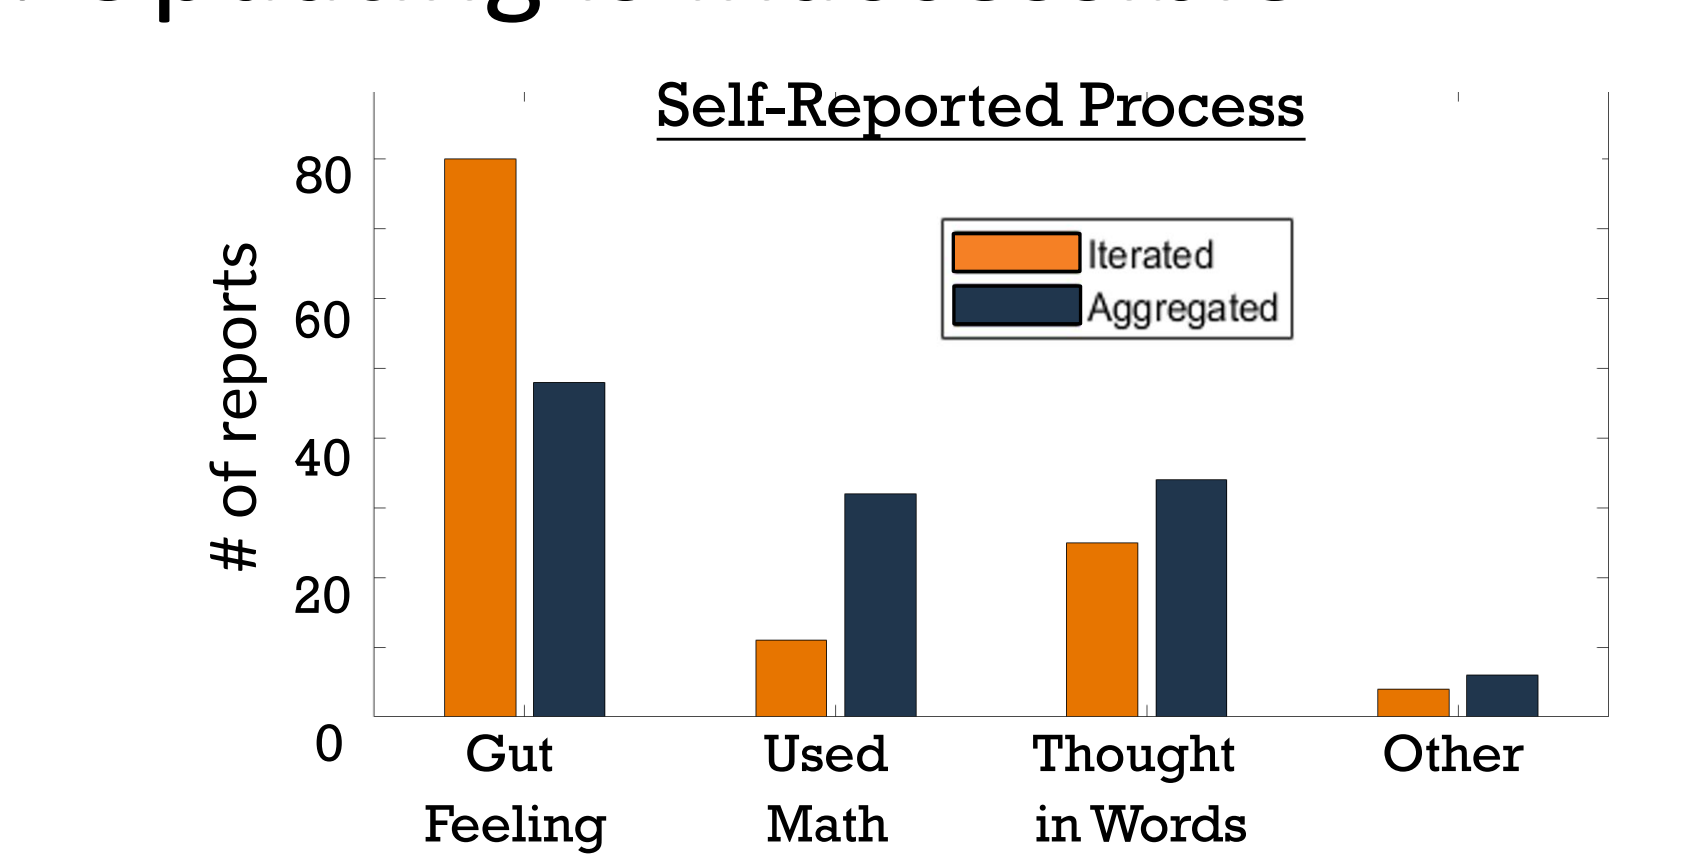 Self-Reported Process
Iterated
Aggregated
# of reports
80
60
40
20
0
Gut Feeling
Used Math
Thought in Words
Other